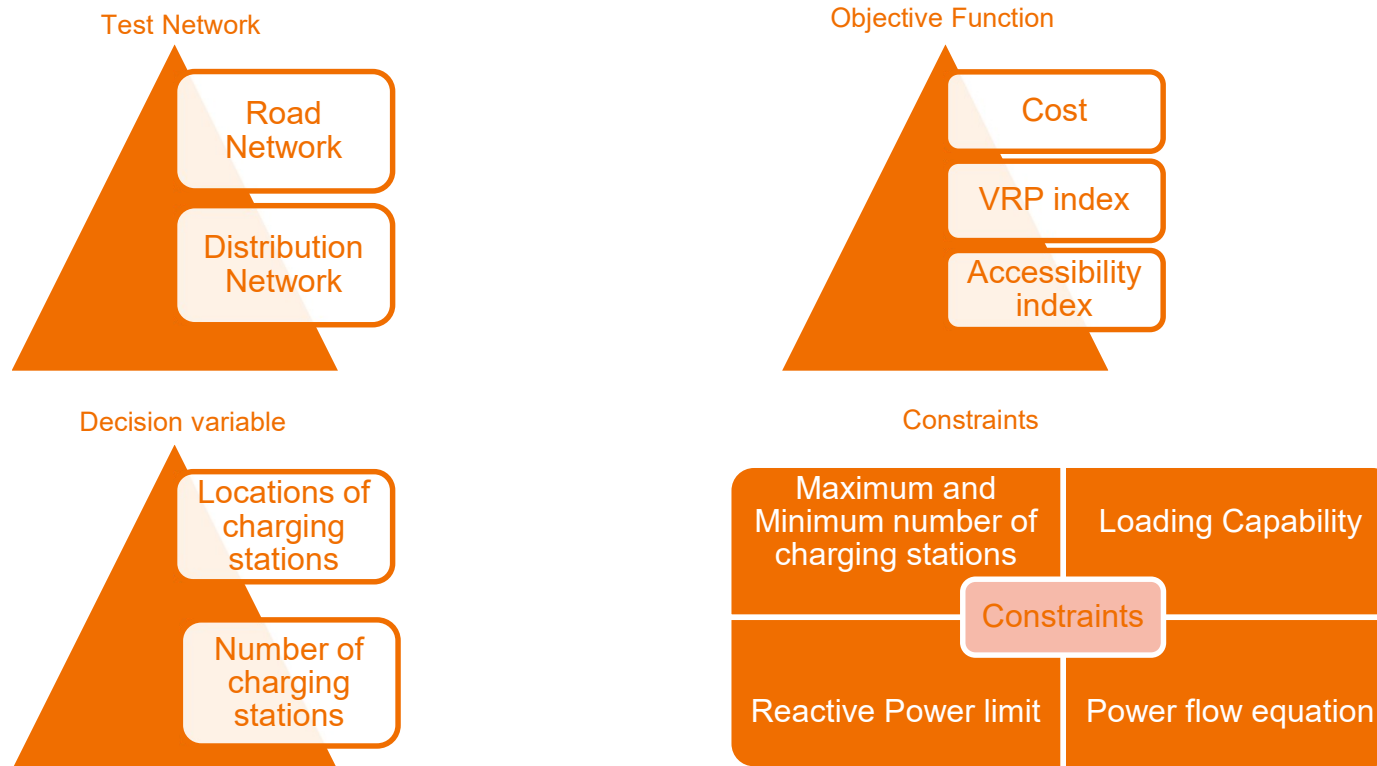 Test Network
Road
Network
Distribution
Network
Objective Function
Cost
VRP index
Accessibility
index
Decision variable
Locations of
charging
stations
Number of
charging
stations
Constraints
Maximum and
Minimum number of
charging stations
Loading Capability
Constraints
Reactive Power limit
Power flow equation